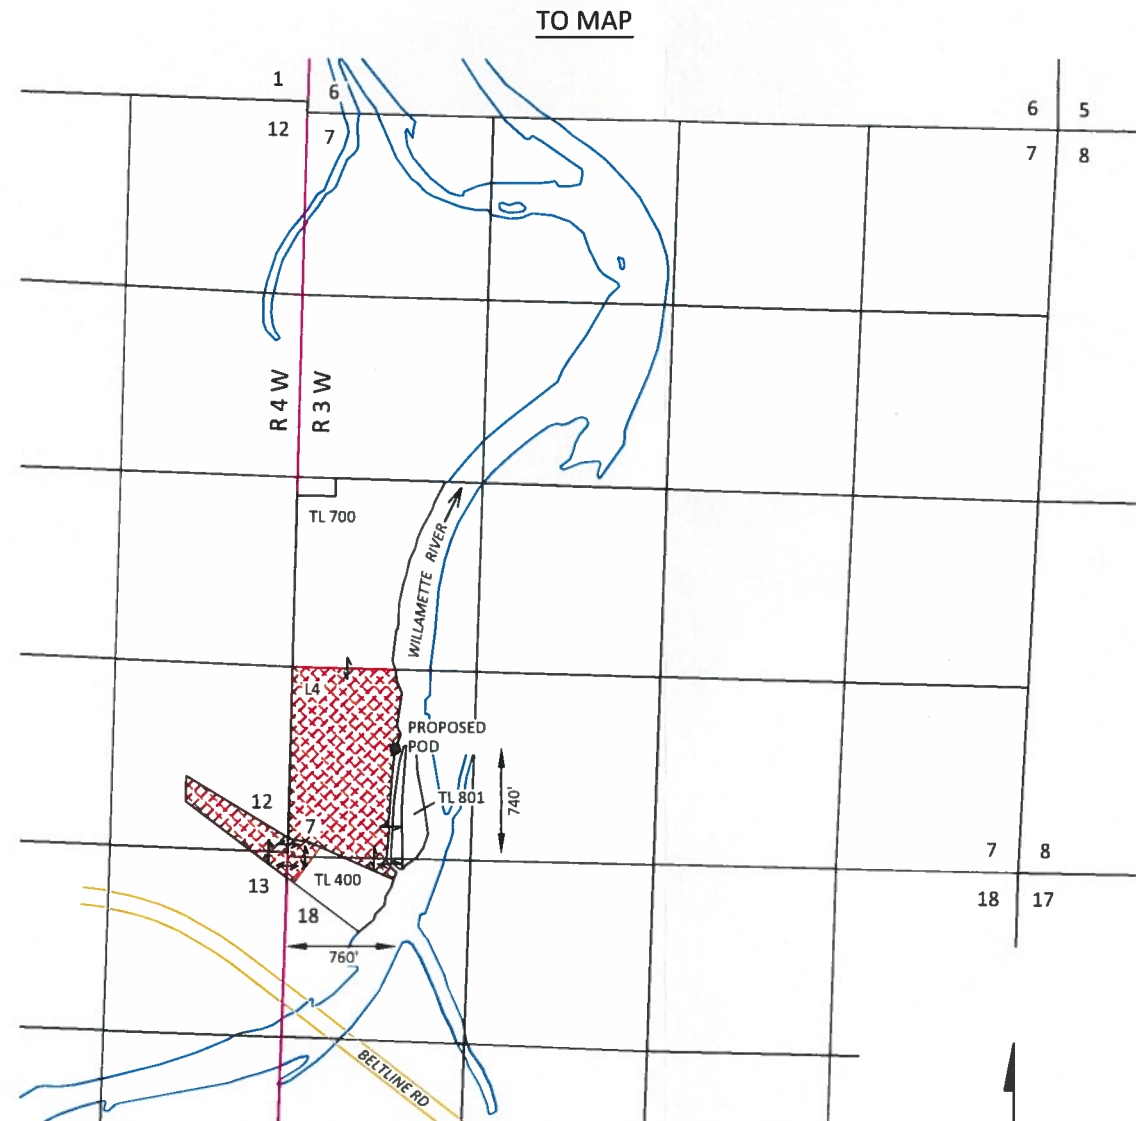 TO MAP
1
6
12
7
6
5
7
8
R 4 W
R 3 W
TL 700
WILLAMETTE RIVER
L4
PROPOSED
POD
TL 801
740'
12
7
7
8
13
TL 400
18
18
17
760'
BELTLINE RD